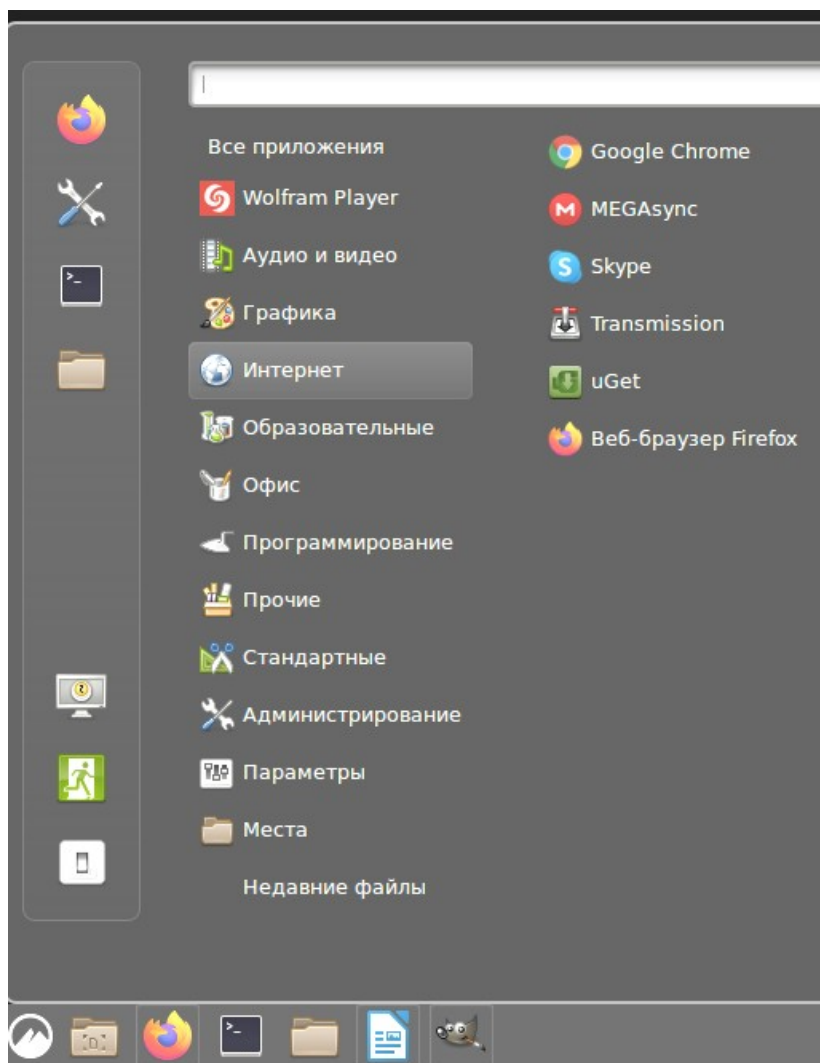 Все приложения
Wolfram Player
Аудио и видео
Графика
Интернет
Образовательные
Офис
Программирование
Прочие
Стандартные
Администрирование
Параметры
Места
Недавние файлы
Google Chrome
MEGAsync
Skype
Transmission
uGet
Веб-браузер Firefox